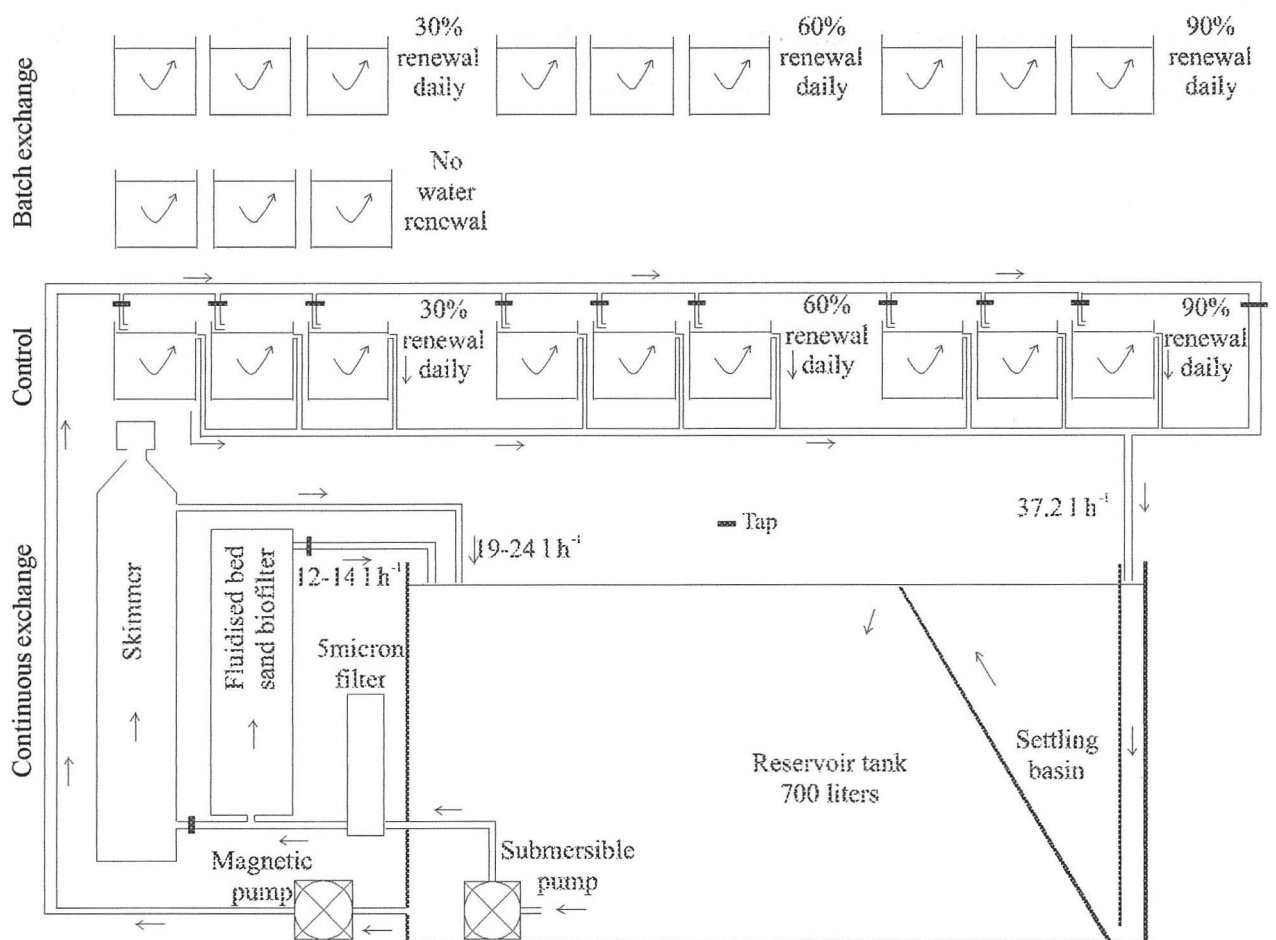 Batch exchange
30%
renewal
daily
60%
renewal
daily
90%
renewal
daily
No
water
renewal
Control
30%
renewal
daily
60%
renewal
daily
90%
renewal
daily
Continuous exchange
Skimmer
Fluidised bed
sand biofilter
12-14 l h⁻¹
19-24 l h⁻¹
Tap
37.2 l h⁻¹
5micron
filter
Reservoir tank
700 liters
Settling
basin
Magnetic
pump
Submersible
pump